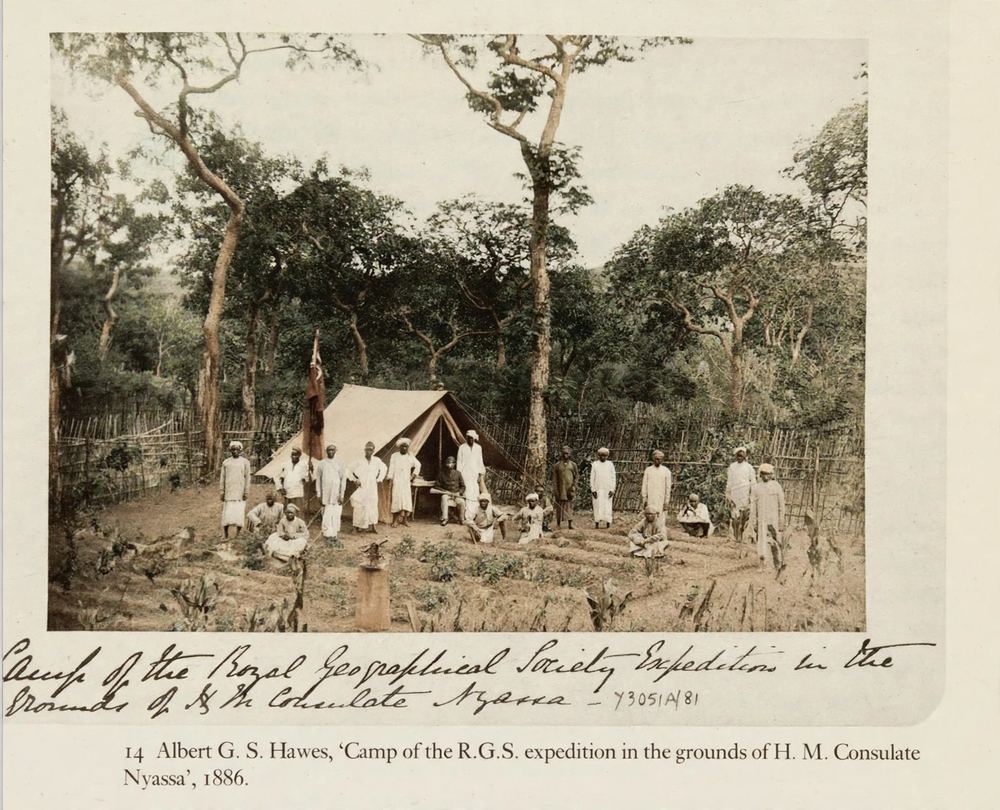 Camp of the Royal Geographical Society Expedition in the
Grounds of H M Consulate Nyassa - Y3051A/81
14 Albert G. S. Hawes, ‘Camp of the R.G.S. expedition in the grounds of H. M. Consulate
Nyassa’, 1886.